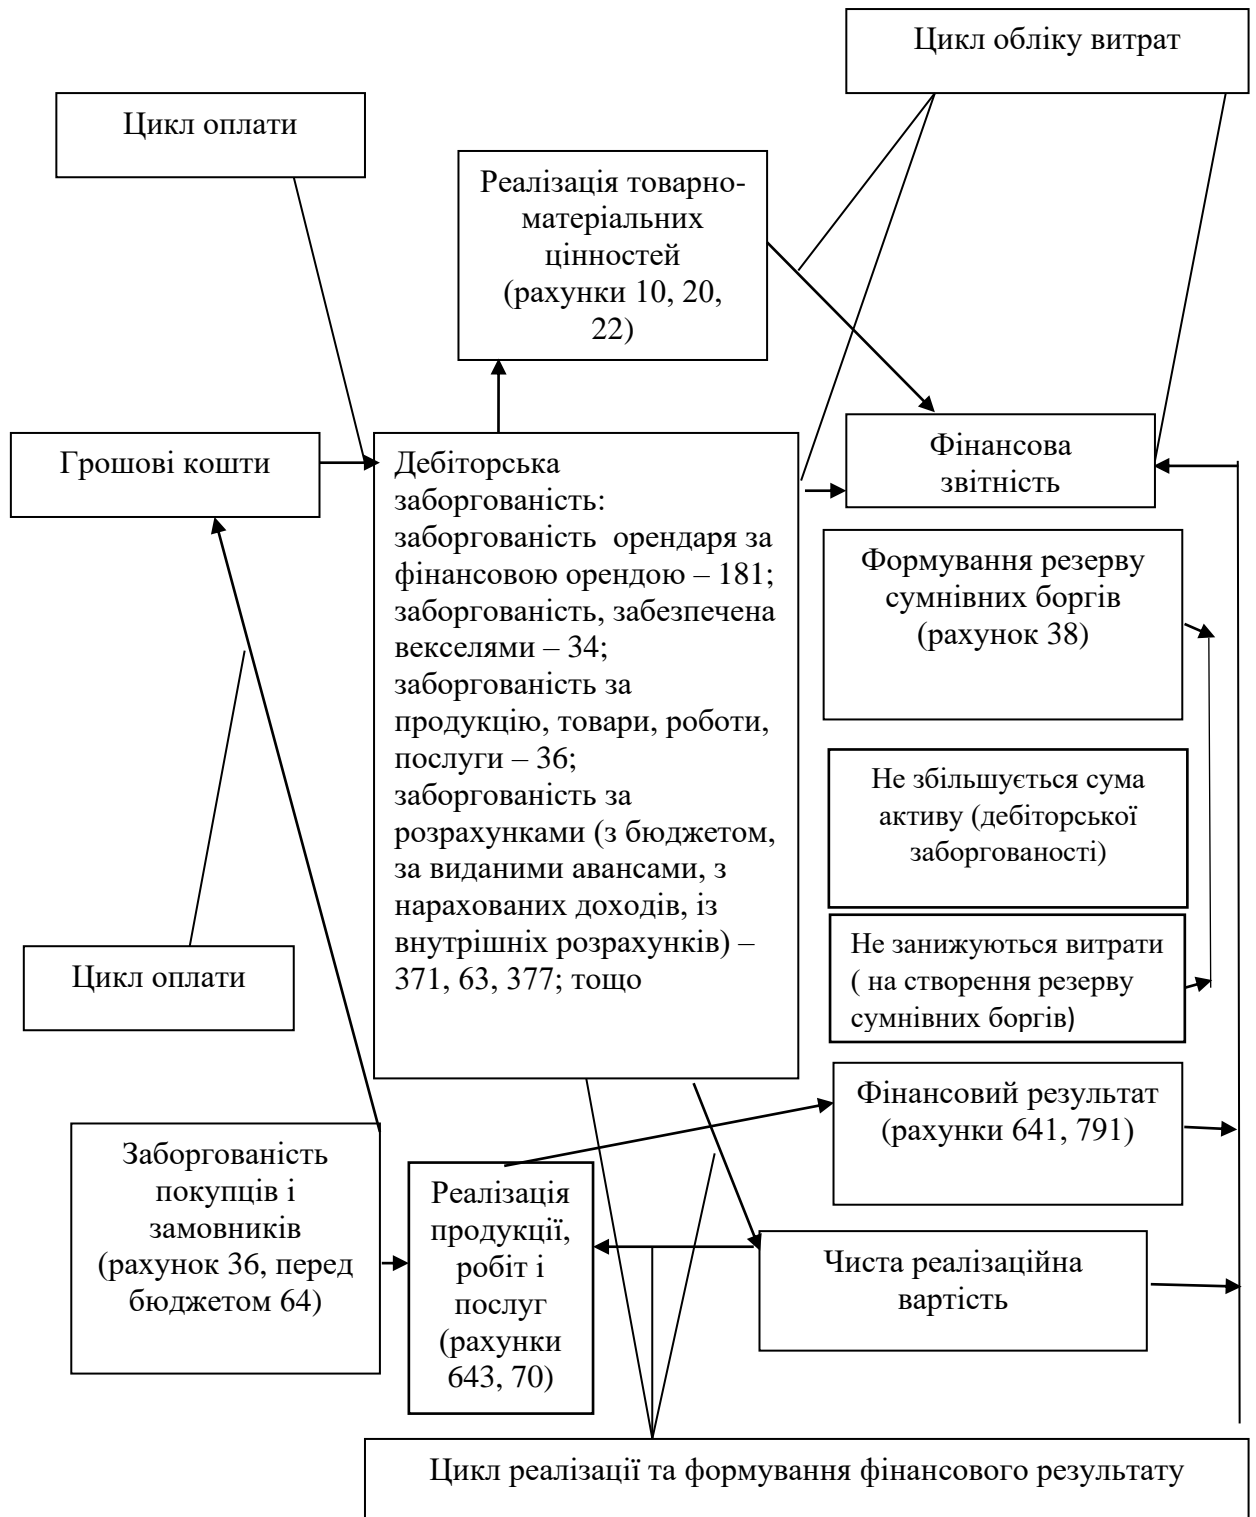 Цикл обліку витрат
Цикл оплати
Реалізація товарно-
матеріальних
цінностей
(рахунки 10, 20,
22)
Грошові кошти
Дебіторська
заборгованість:
заборгованість орендаря за
фінансовою орендою – 181;
заборгованість, забезпечена
векселями – 34;
заборгованість за
продукцію, товари, роботи,
послуги – 36;
заборгованість за
розрахунками (з бюджетом,
за виданими авансами, з
нарахованих доходів, із
внутрішніх розрахунків) –
371, 63, 377; тощо
Фінансова
звітність
Формування резерву
сумнівних боргів
(рахунок 38)
Не збільшується сума
активу (дебіторської
заборгованості)
Не занижуються витрати
( на створення резерву
сумнівних боргів)
Цикл оплати
Фінансовий результат
(рахунки 641, 791)
Заборгованість
покупців і
замовників
(рахунок 36, перед
бюджетом 64)
Реалізація
продукції,
робіт і
послуг
(рахунки
643, 70)
Чиста реалізаційна
вартість
Цикл реалізації та формування фінансового результату